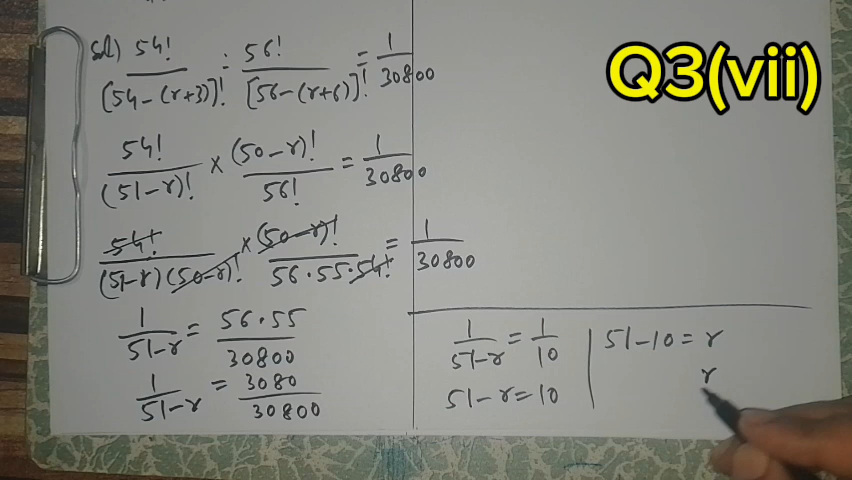 Q3(vii)
Sol) 54!/[54-(r+3)]! : 56!/[56-(r+6)]! = 1/30800
54!/(51-r)! × (50-r)!/56! = 1/30800
54!/(51-r)(50-r)! × (50-r)!/56·55·54! = 1/30800
1/51-r = 56·55/30800
1/51-r = 3080/30800
1/51-r = 1/10
51-r=10
51-10=r
r